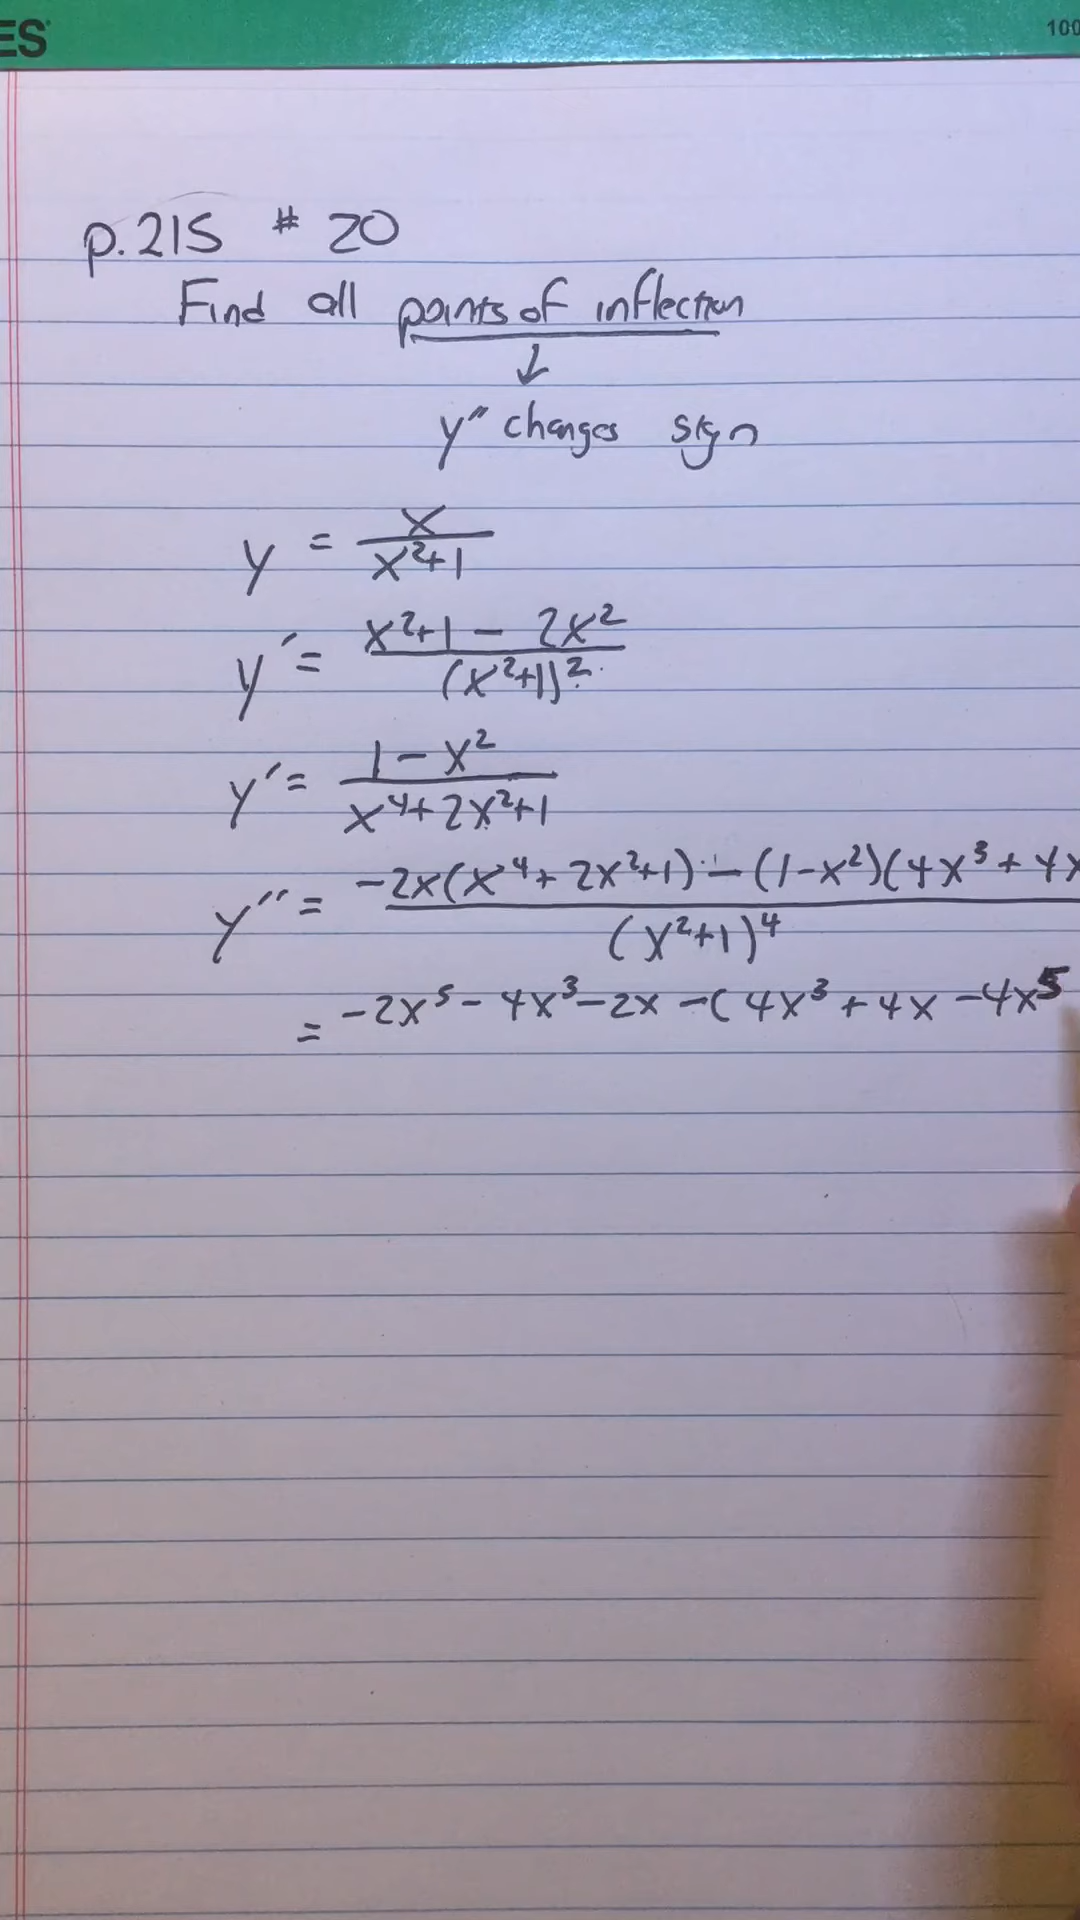 ES
100
p.215 # 20
Find all points of inflection
↓
y'' changes sign
y = x/(x²+1)
y' = (x²+1 - 2x²)/(x²+1)²
y' = (1 - x²)/(x⁴+2x²+1)
y'' = (-2x(x⁴+2x²+1) - (1-x²)(4x³+4x)/(x²+1)⁴
= -2x⁵ - 4x³ - 2x - (4x³ + 4x - 4x⁵